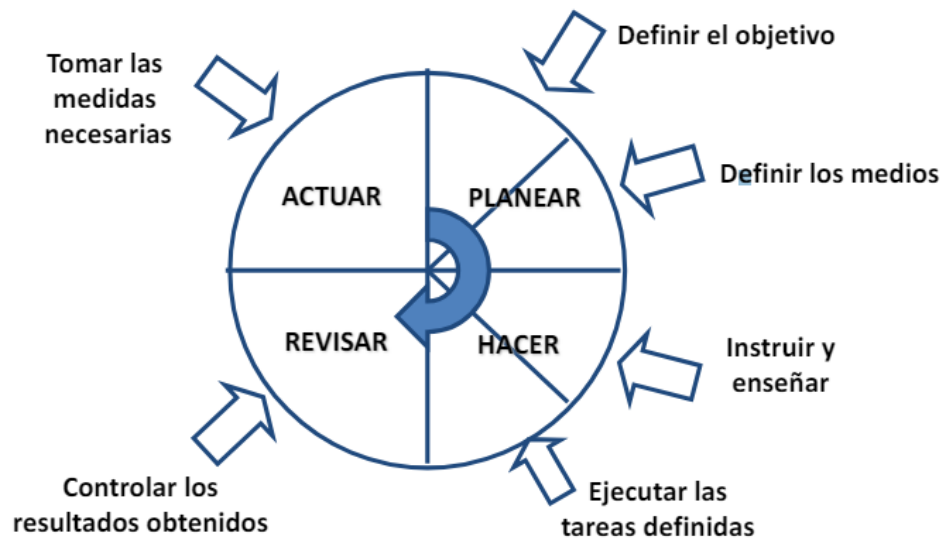 Definir el objetivo
Tomar las
medidas
necesarias
Definir los medios
ACTUAR
PLANEAR
REVISAR
HACER
Instruir y
enseñar
Controlar los
resultados obtenidos
Ejecutar las
tareas definidas